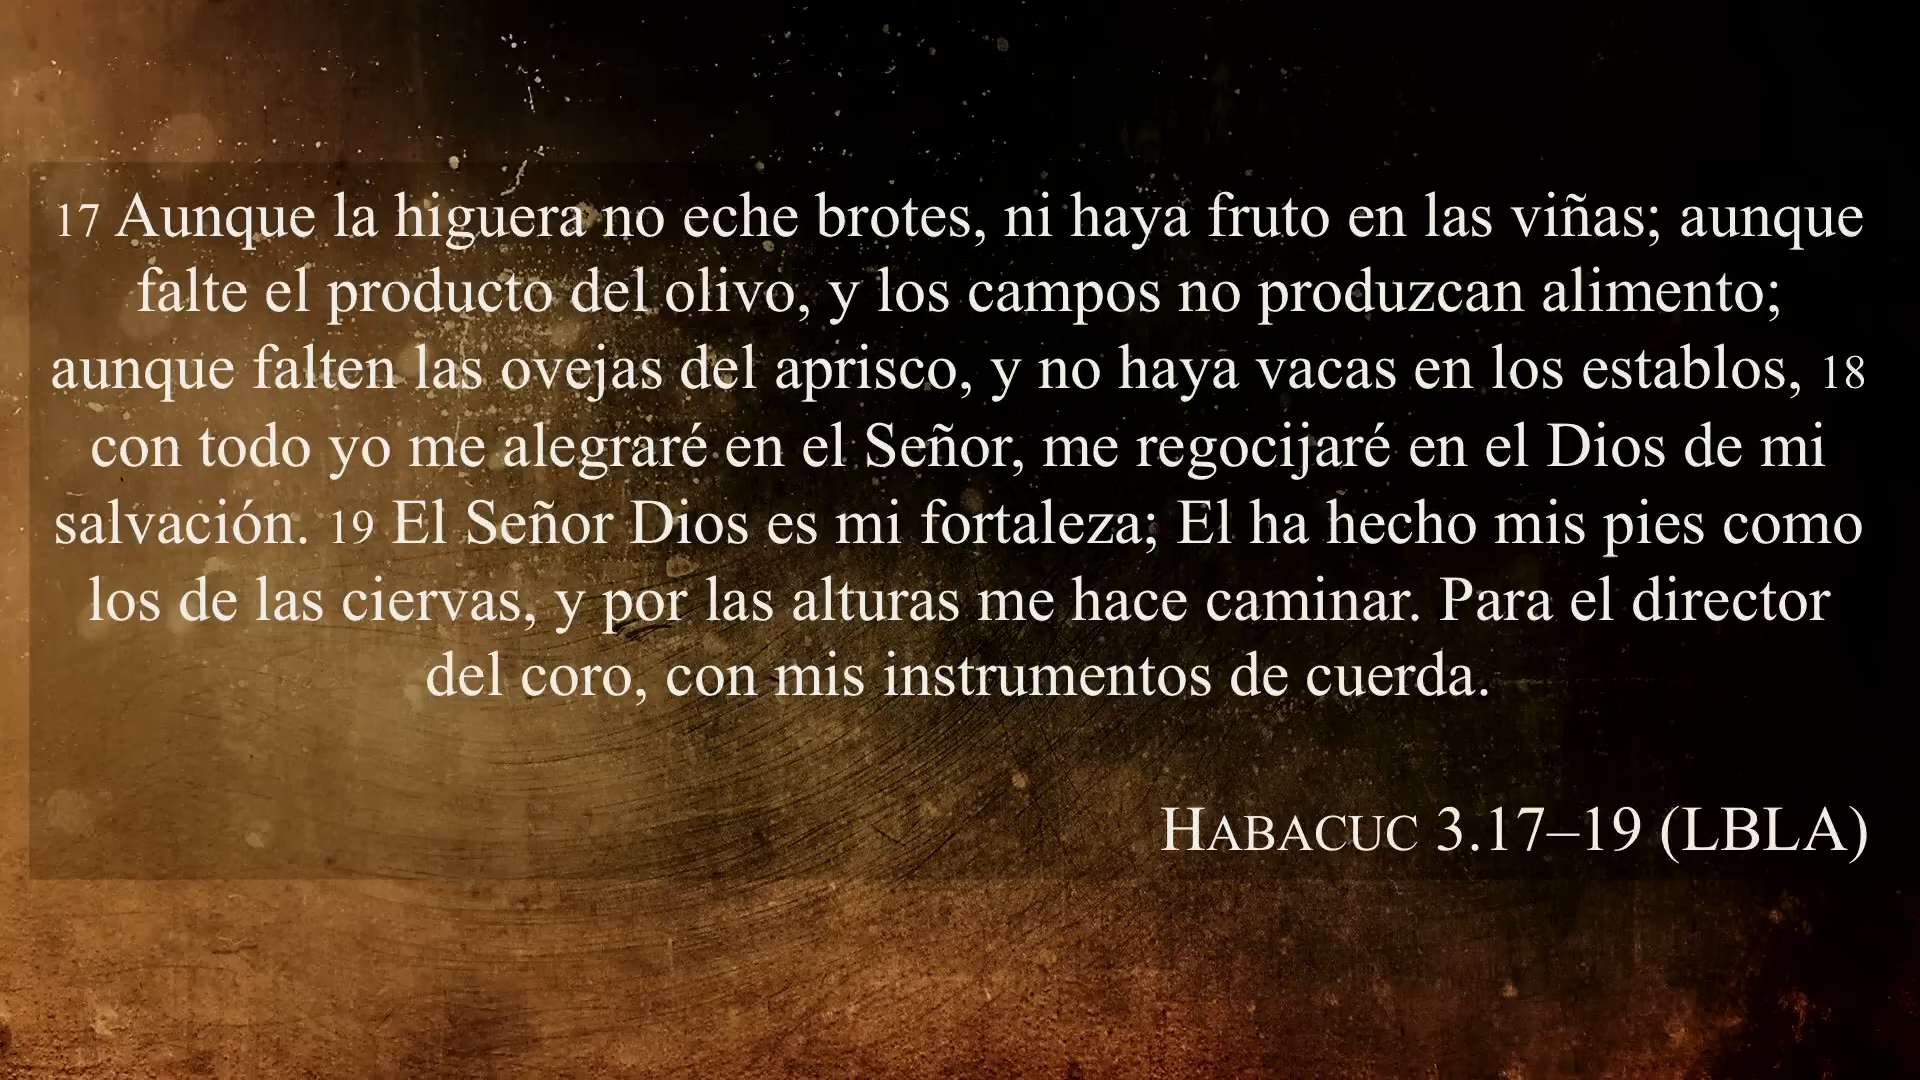 17 Aunque la higuera no eche brotes, ni haya fruto en las viñas; aunque
falte el producto del olivo, y los campos no produzcan alimento;
aunque falten las ovejas del aprisco, y no haya vacas en los establos, 18
con todo yo me alegraré en el Señor, me regocijaré en el Dios de mi
salvación. 19 El Señor Dios es mi fortaleza; El ha hecho mis pies como
los de las ciervas, y por las alturas me hace caminar. Para el director
del coro, con mis instrumentos de cuerda.
HABACUC 3.17–19 (LBLA)